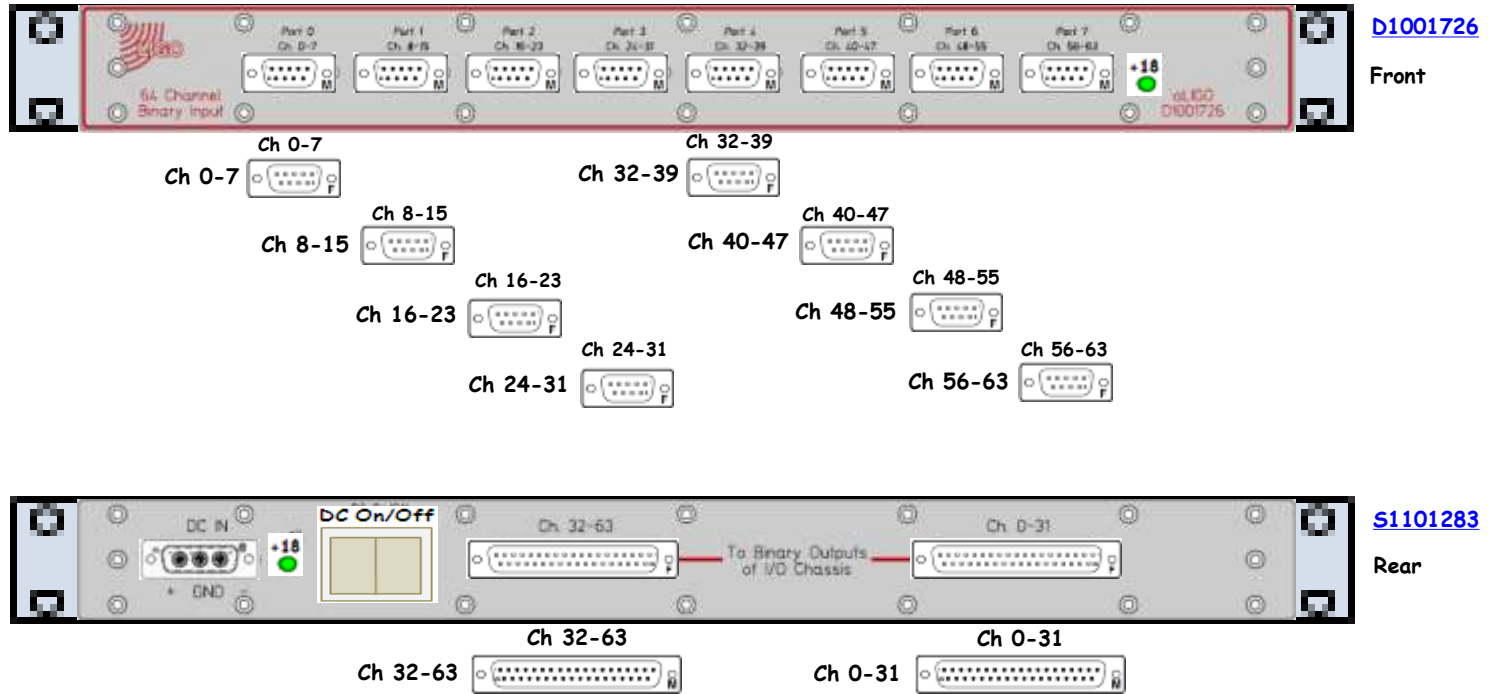 D1001726
Front
Port 0 Port 1 Port 2 Port 3 Port 4 Port 5 Port 6 Port 7
Ch. 0-7 Ch. 8-15 Ch. 16-23 Ch. 24-31 Ch. 32-39 Ch. 40-47 Ch. 48-55 Ch. 56-63
M M M M M M M M
+18
64 Channel
Binary Input
aLIGO
D1001726
Ch 0-7
Ch 0-7
F
Ch 32-39
Ch 32-39
F
Ch 8-15
Ch 8-15
F
Ch 40-47
Ch 40-47
F
Ch 16-23
Ch 16-23
F
Ch 48-55
Ch 48-55
F
Ch 24-31
Ch 24-31
F
Ch 56-63
Ch 56-63
F
S1101283
Rear
DC IN
+18
DC On/Off
Ch. 32-63
F
To Binary Outputs
of I/O Chassis
Ch. 0-31
F
+ GND -
Ch 32-63
Ch 32-63
M
Ch 0-31
Ch 0-31
M